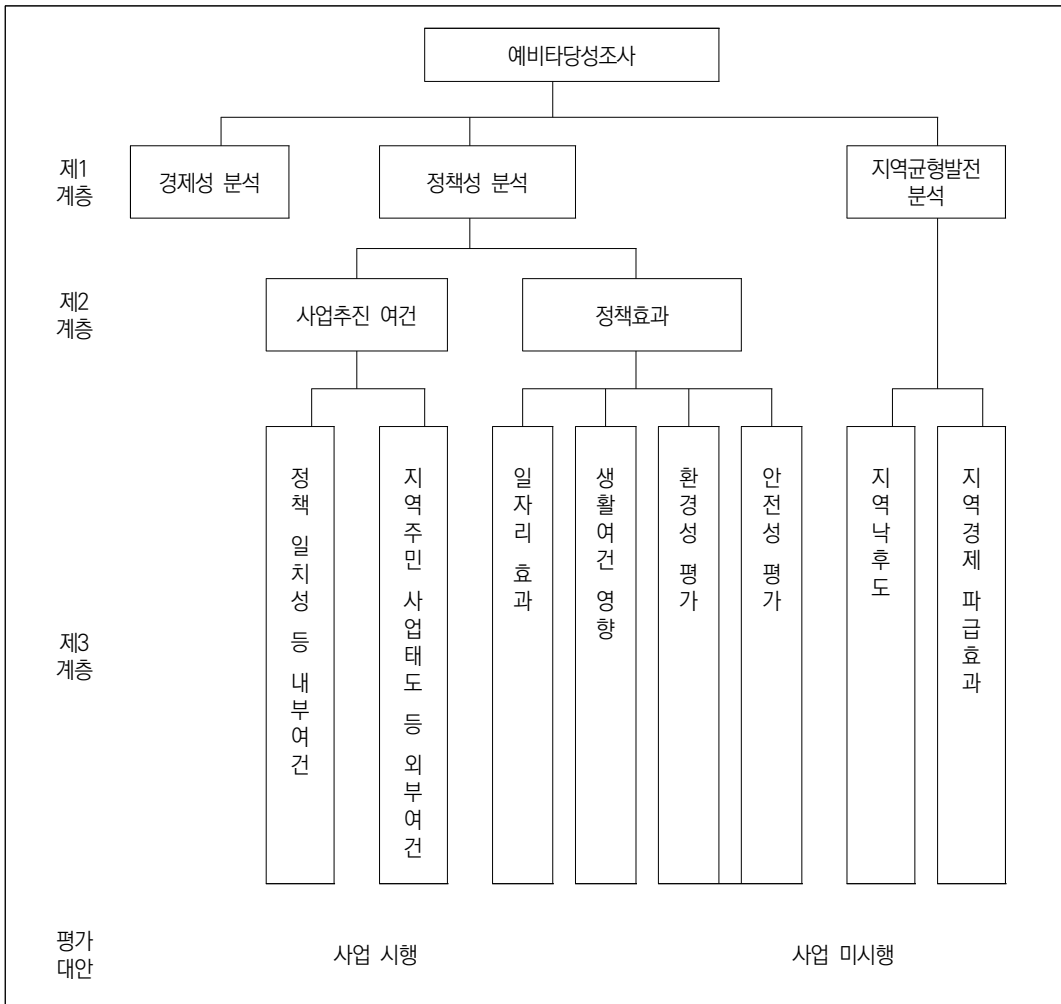 예비타당성조사
제1
계층
경제성 분석
정책성 분석
지역균형발전
분석
제2
계층
사업추진 여건
정책효과
제3
계층
정책 일치성 등 내부여건
지역주민 사업태도 등 외부여건
일자리 효과
생활여건 영향
환경성 평가
안전성 평가
지역낙후도
지역경제 파급효과
평가
대안
사업 시행
사업 미시행